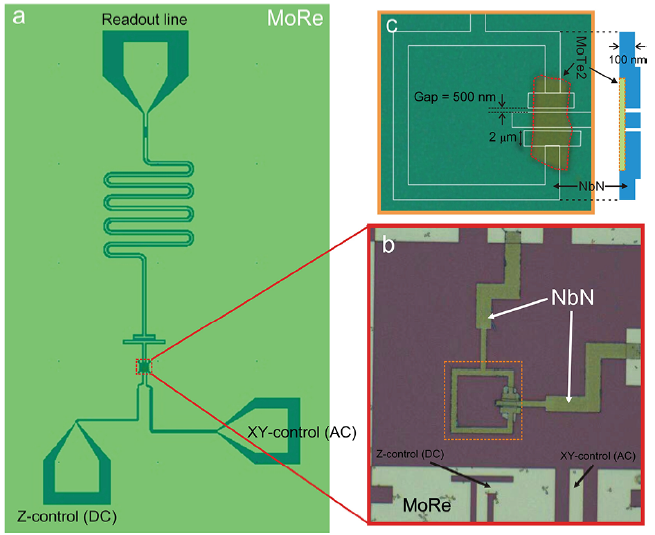 a
MoRe
Readout line
XY-control (AC)
Z-control (DC)
c
MoTe2
100 nm
Gap = 500 nm
2 μm
NbN
b
NbN
Z-control (DC)
XY-control (AC)
MoRe